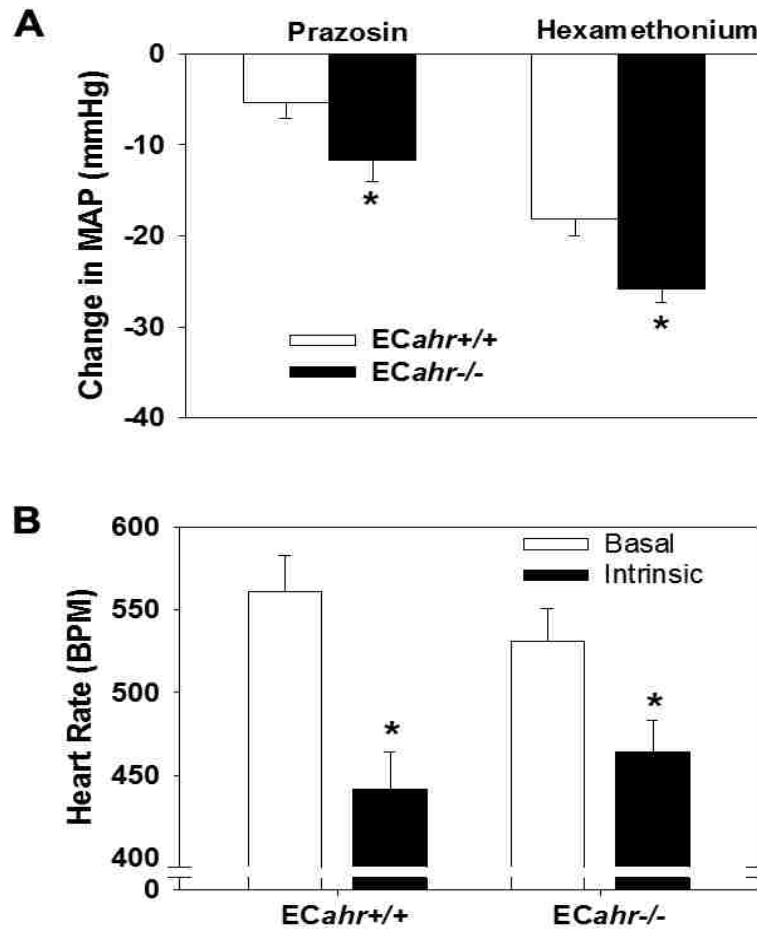 A
Prazosin Hexamethonium
0
-10
-20
-30
-40
Change in MAP (mmHg)
*
*
ECahr+/+
ECahr-/-
B
600
550
500
450
400
0
Heart Rate (BPM)
Basal
Intrinsic
*
*
ECahr+/+ ECahr-/-